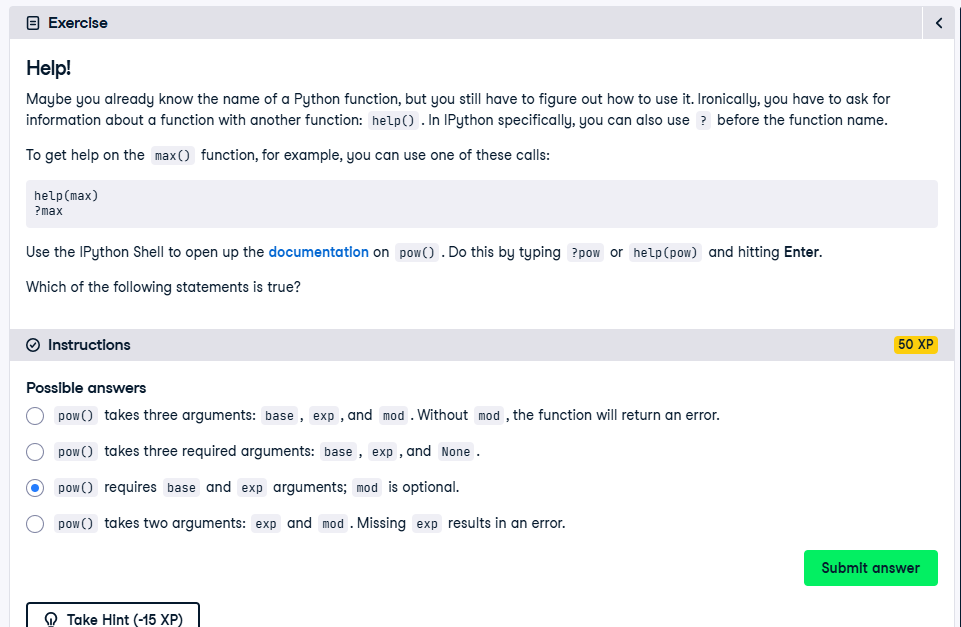 Exercise
Help!
Maybe you already know the name of a Python function, but you still have to figure out how to use it. Ironically, you have to ask for
information about a function with another function: help() . In IPython specifically, you can also use ? before the function name.
To get help on the max() function, for example, you can use one of these calls:
help(max)
?max
Use the IPython Shell to open up the documentation on pow() . Do this by typing ?pow or help(pow) and hitting Enter.
Which of the following statements is true?
Instructions
50 XP
Possible answers
pow() takes three arguments: base , exp , and mod . Without mod , the function will return an error.
pow() takes three required arguments: base , exp , and None .
pow() requires base and exp arguments; mod is optional.
pow() takes two arguments: exp and mod . Missing exp results in an error.
Submit answer
Take Hint (-15 XP)